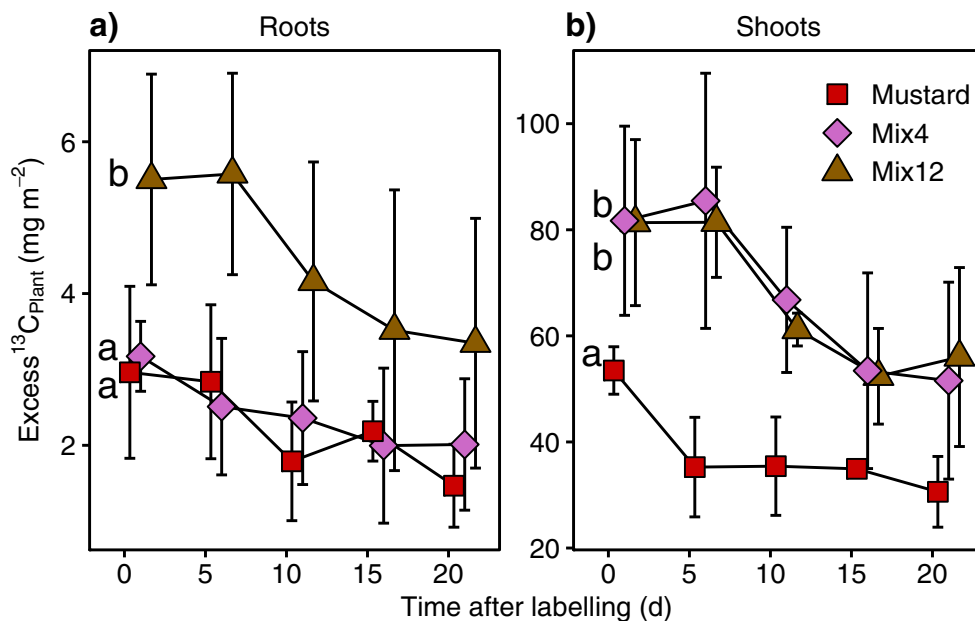 a) Roots
b) Shoots
Excess ¹³C_Plant (mg m⁻²)
6
4
2
b
a
a
0 5 10 15 20
100
80
60
40
20
b
b
a
Mustard
Mix4
Mix12
0 5 10 15 20
Time after labelling (d)